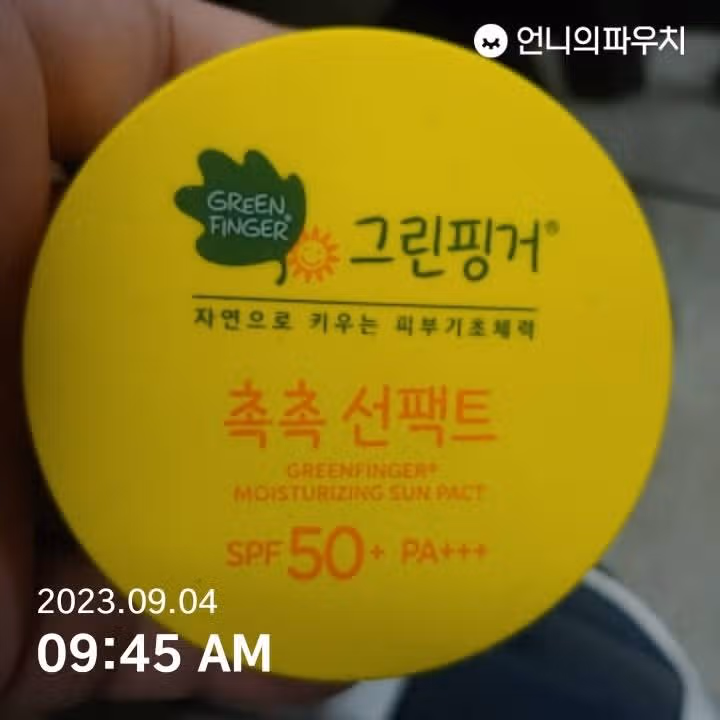 언니의파우치
GREEN
FINGER®
그린핑거®
자연으로 키우는 피부기초체력
촉촉 선팩트
GREENFINGER+
MOISTURIZING SUN PACT
SPF 50+ PA+++
2023.09.04
09:45 AM